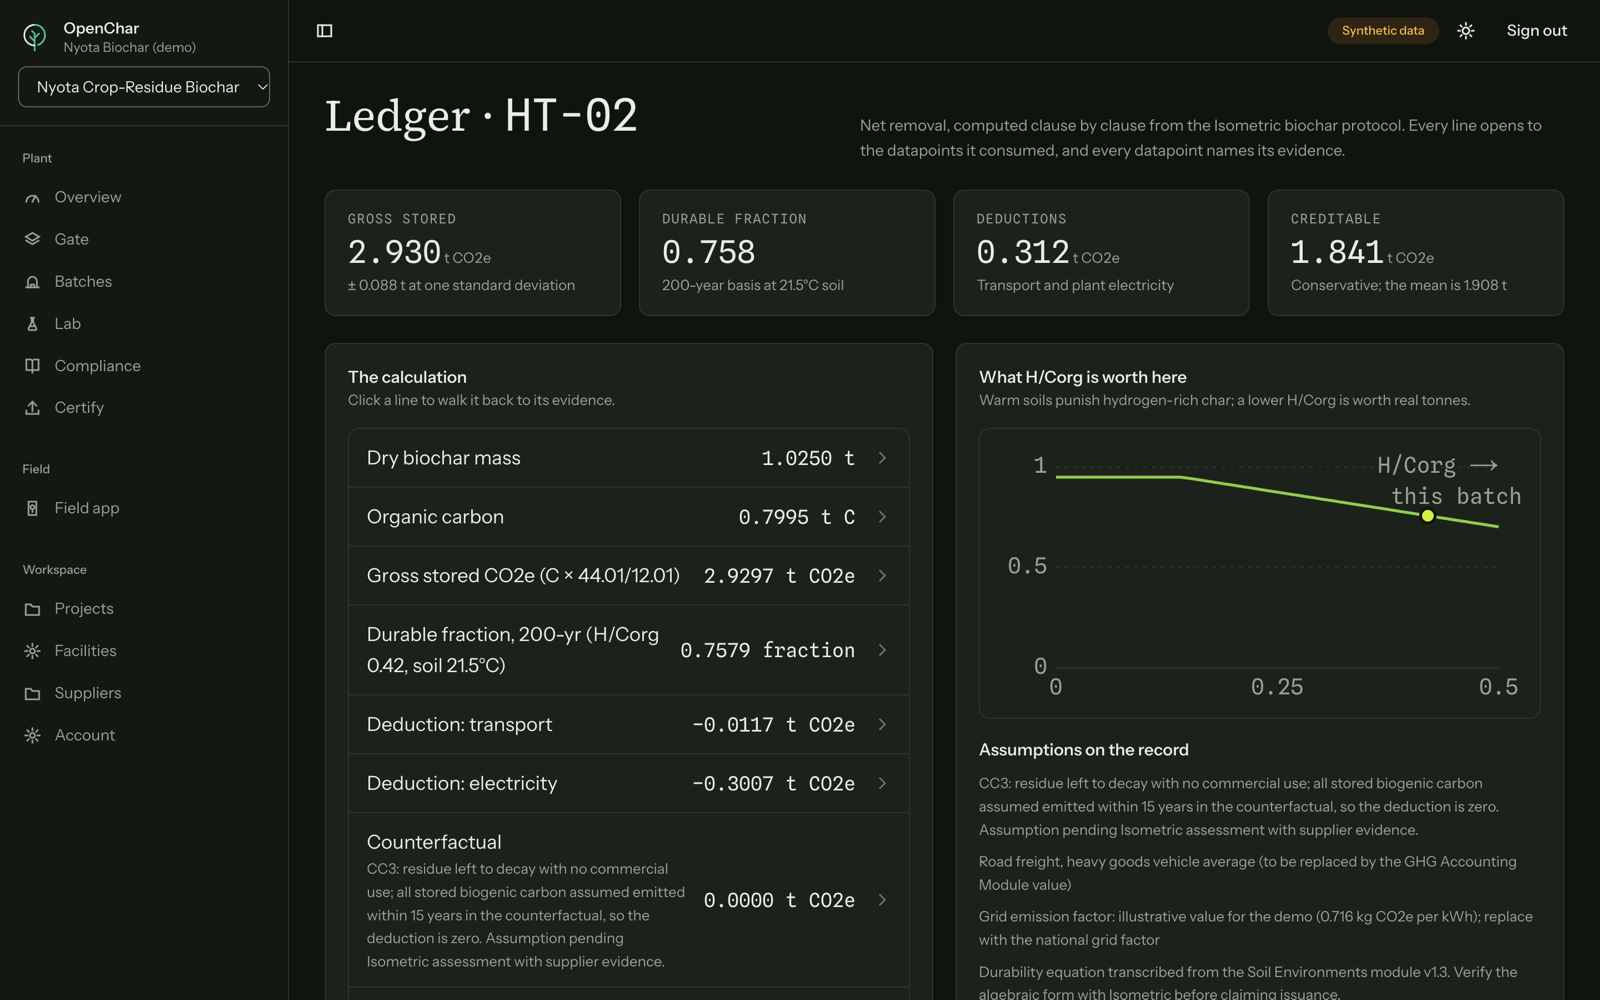 OpenChar
Nyota Biochar (demo)
Nyota Crop-Residue Biochar
Plant
Overview
Gate
Batches
Lab
Compliance
Certify
Field
Field app
Workspace
Projects
Facilities
Suppliers
Account
Synthetic data
Sign out
Ledger · HT-02
Net removal, computed clause by clause from the Isometric biochar protocol. Every line opens to
the datapoints it consumed, and every datapoint names its evidence.
GROSS STORED
2.930 t CO2e
± 0.088 t at one standard deviation
DURABLE FRACTION
0.758
200-year basis at 21.5°C soil
DEDUCTIONS
0.312 t CO2e
Transport and plant electricity
CREDITABLE
1.841 t CO2e
Conservative; the mean is 1.908 t
The calculation
Click a line to walk it back to its evidence.
Dry biochar mass 1.0250 t
Organic carbon 0.7995 t C
Gross stored CO2e (C × 44.01/12.01) 2.9297 t CO2e
Durable fraction, 200-yr (H/Corg
0.42, soil 21.5°C) 0.7579 fraction
Deduction: transport −0.0117 t CO2e
Deduction: electricity −0.3007 t CO2e
Counterfactual
CC3: residue left to decay with no commercial
use; all stored biogenic carbon assumed emitted
within 15 years in the counterfactual, so the
deduction is zero. Assumption pending
Isometric assessment with supplier evidence.
0.0000 t CO2e
What H/Corg is worth here
Warm soils punish hydrogen-rich char; a lower H/Corg is worth real tonnes.
1
H/Corg →
this batch
0.5
0
0 0.25 0.5
Assumptions on the record
CC3: residue left to decay with no commercial use; all stored biogenic carbon
assumed emitted within 15 years in the counterfactual, so the deduction is zero.
Assumption pending Isometric assessment with supplier evidence.
Road freight, heavy goods vehicle average (to be replaced by the GHG Accounting
Module value)
Grid emission factor: illustrative value for the demo (0.716 kg CO2e per kWh); replace
with the national grid factor
Durability equation transcribed from the Soil Environments module v1.3. Verify the
algebraic form with Isometric before claiming issuance.